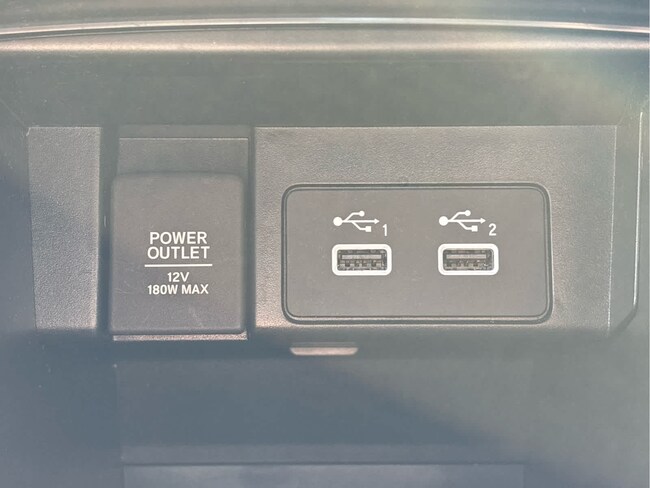 POWER
OUTLET
12V
180W MAX
1
2